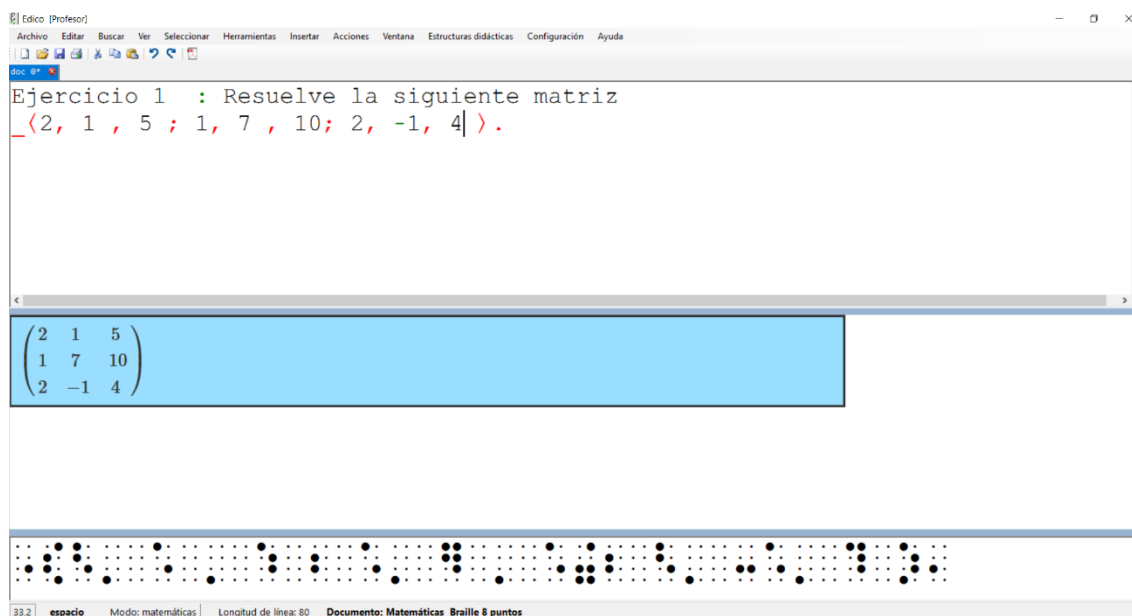 Edico [Profesor]
Archivo Editar Buscar Ver Seleccionar Herramientas Insertar Acciones Ventana Estructuras didácticas Configuración Ayuda
doc 0*
Ejercicio 1 : Resuelve la siguiente matriz
_⟨2, 1 , 5 ; 1, 7 , 10; 2, -1, 4 ⟩.
2 1 5
1 7 10
2 −1 4
33.2 espacio Modo: matemáticas Longitud de línea: 80 Documento: Matemáticas Braille 8 puntos